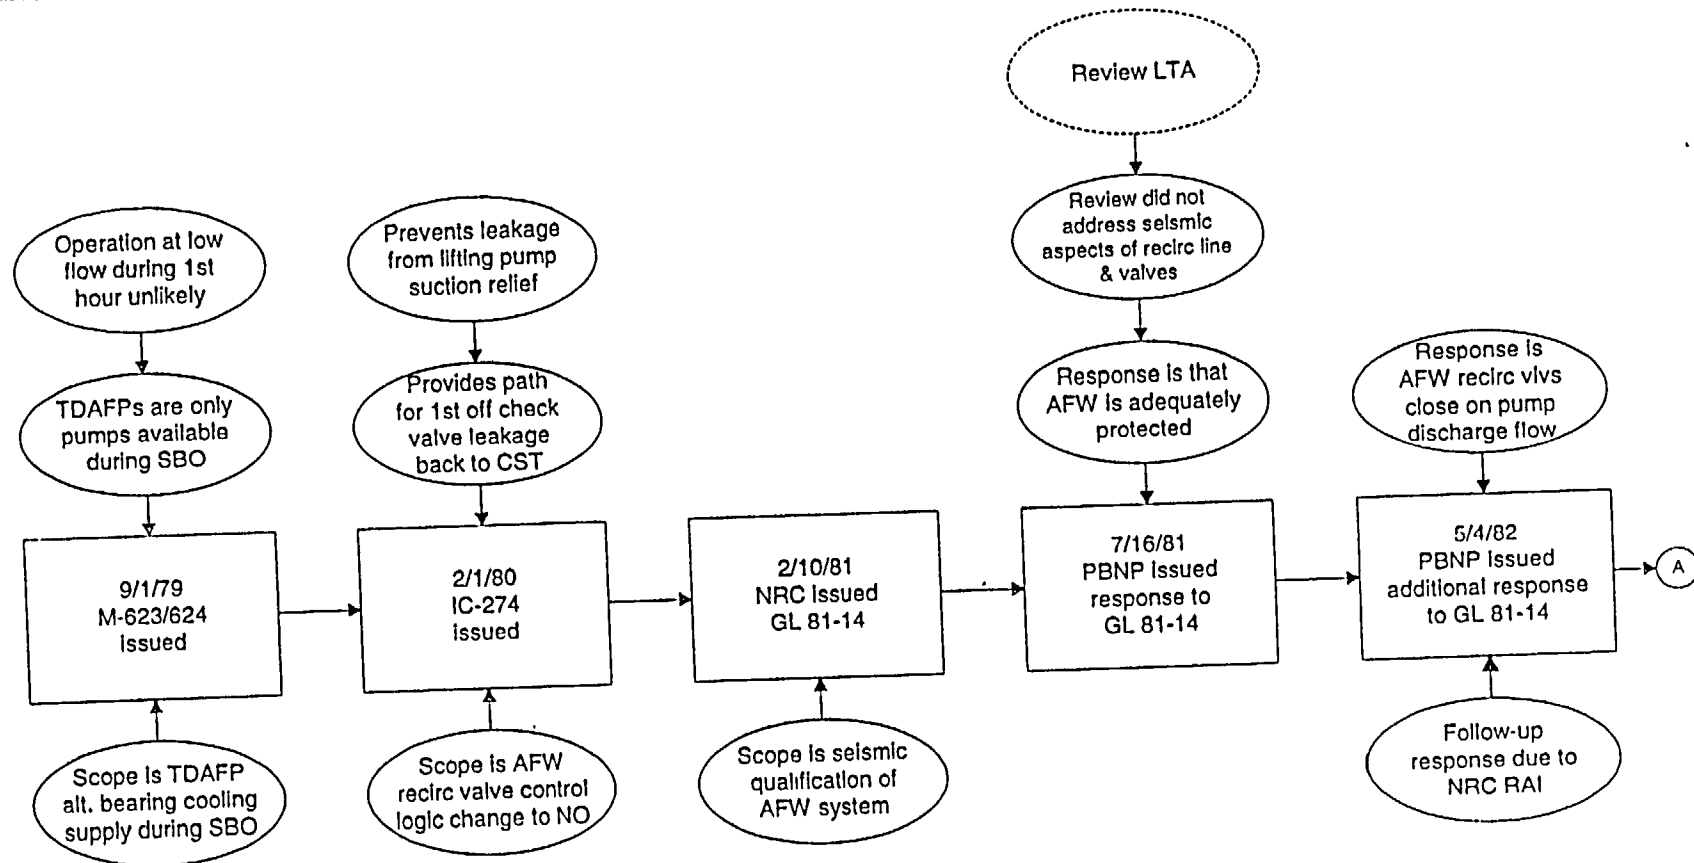 Review LTA
Review did not
address seismic
aspects of recirc line
& valves
Operation at low
flow during 1st
hour unlikely
Prevents leakage
from lifting pump
suction relief
TDAFPs are only
pumps available
during SBO
Provides path
for 1st off check
valve leakage
back to CST
Response is that
AFW is adequately
protected
Response is
AFW recirc vlvs
close on pump
discharge flow
9/1/79
M-623/624
issued
2/1/80
IC-274
issued
2/10/81
NRC issued
GL 81-14
7/16/81
PBNP issued
response to
GL 81-14
5/4/82
PBNP issued
additional response
to GL 81-14
A
Scope is TDAFP
alt. bearing cooling
supply during SBO
Scope is AFW
recirc valve control
logic change to NO
Scope is seismic
qualification of
AFW system
Follow-up
response due to
NRC RAI